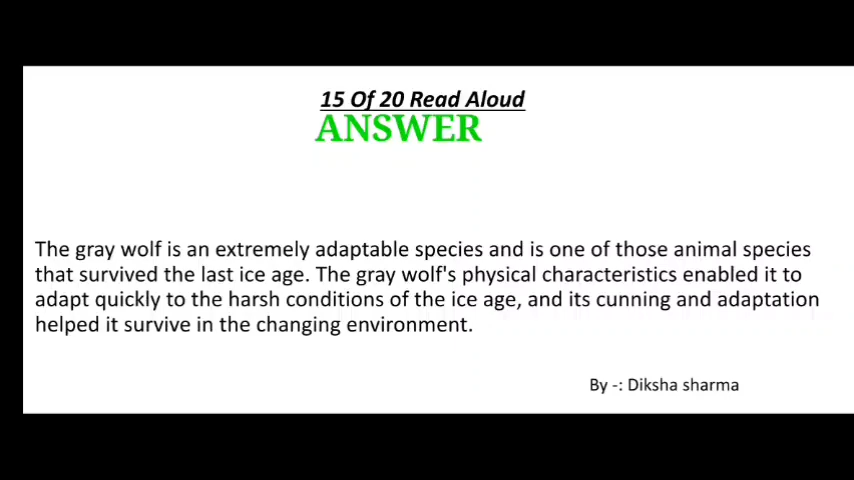 15 Of 20 Read Aloud
ANSWER
The gray wolf is an extremely adaptable species and is one of those animal species
that survived the last ice age. The gray wolf's physical characteristics enabled it to
adapt quickly to the harsh conditions of the ice age, and its cunning and adaptation
helped it survive in the changing environment.
By -: Diksha sharma